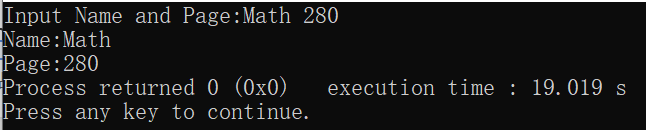 Input Name and Page:Math 280
Name:Math
Page:280
Process returned 0 (0x0)   execution time : 19.019 s
Press any key to continue.